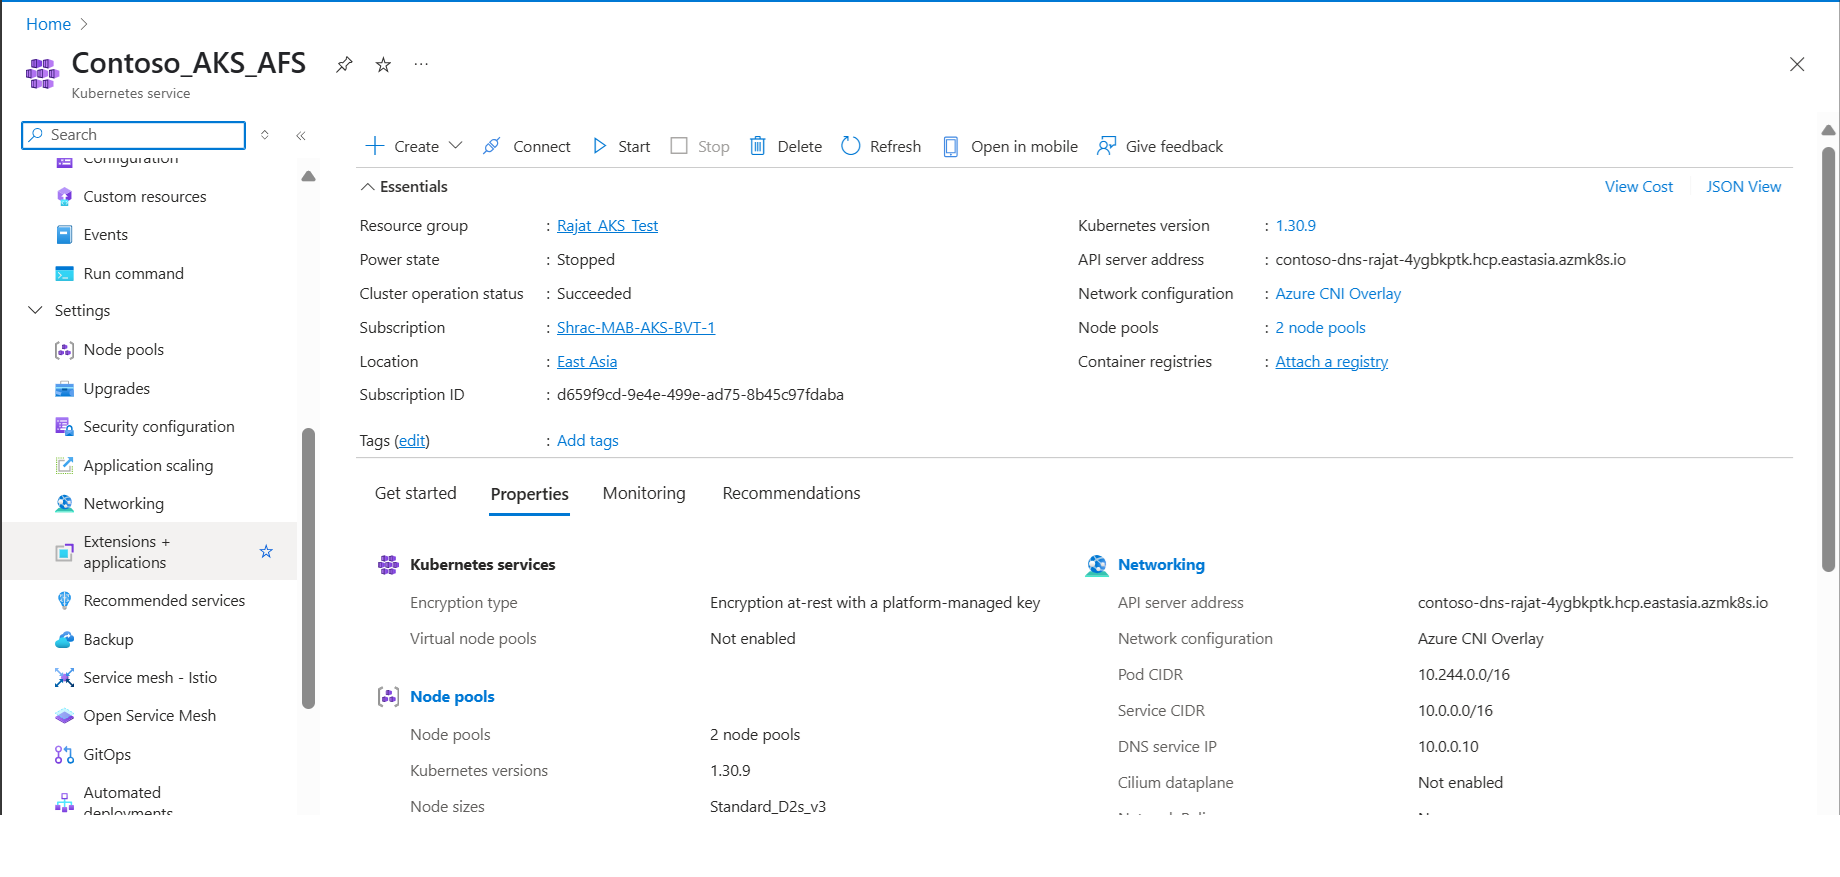 Home
Contoso_AKS_AFS
Kubernetes service
Search
Configuration
Custom resources
Events
Run command
Settings
Node pools
Upgrades
Security configuration
Application scaling
Networking
Extensions +
applications
Recommended services
Backup
Service mesh - Istio
Open Service Mesh
GitOps
Automated
deployments
Create Connect Start Stop Delete Refresh Open in mobile Give feedback
Essentials View Cost JSON View
Resource group : Rajat_AKS_Test
Power state : Stopped
Cluster operation status : Succeeded
Subscription : Shrac-MAB-AKS-BVT-1
Location : East Asia
Subscription ID : d659f9cd-9e4e-499e-ad75-8b45c97fdaba
Tags (edit) : Add tags
Kubernetes version : 1.30.9
API server address : contoso-dns-rajat-4ygbkptk.hcp.eastasia.azmk8s.io
Network configuration : Azure CNI Overlay
Node pools : 2 node pools
Container registries : Attach a registry
Get started Properties Monitoring Recommendations
Kubernetes services
Encryption type Encryption at-rest with a platform-managed key
Virtual node pools Not enabled
Node pools
Node pools 2 node pools
Kubernetes versions 1.30.9
Node sizes Standard_D2s_v3
Networking
API server address contoso-dns-rajat-4ygbkptk.hcp.eastasia.azmk8s.io
Network configuration Azure CNI Overlay
Pod CIDR 10.244.0.0/16
Service CIDR 10.0.0.0/16
DNS service IP 10.0.0.10
Cilium dataplane Not enabled